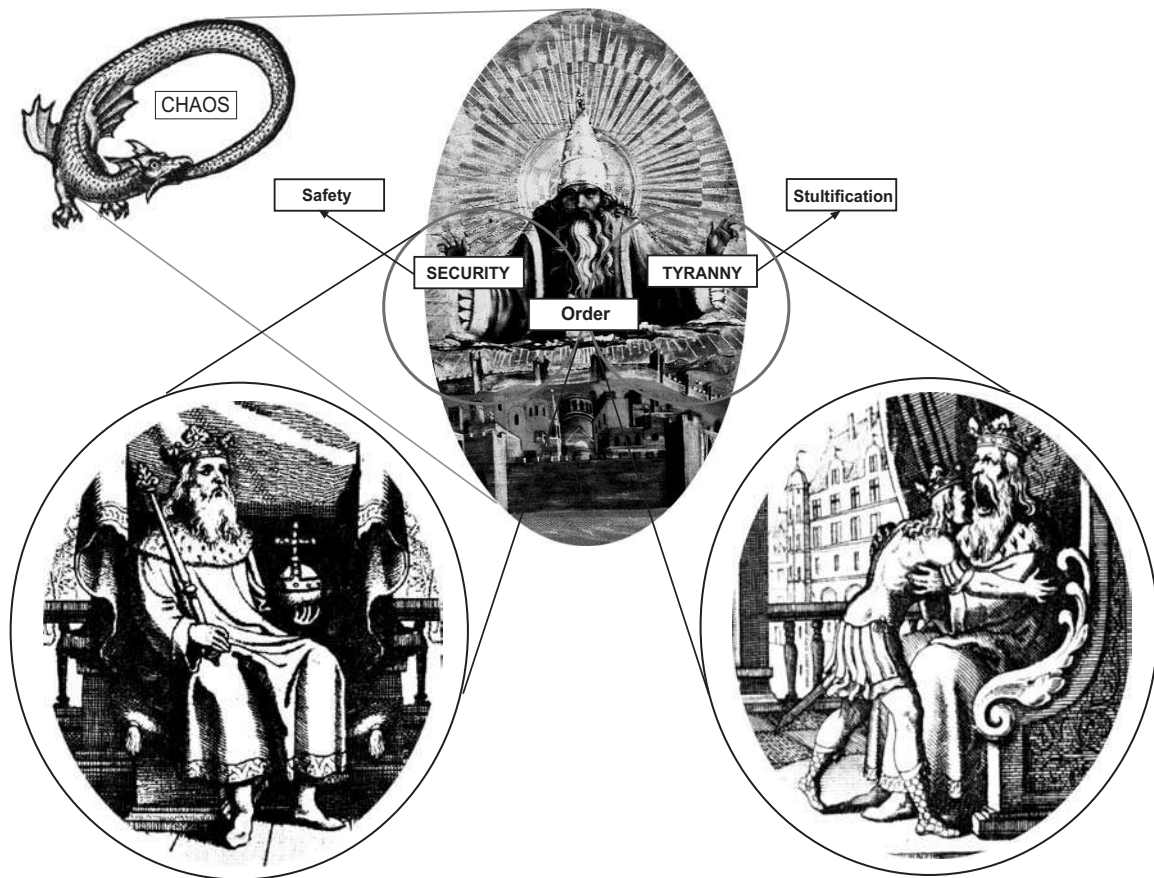 CHAOS
Safety
Stultification
SECURITY
TYRANNY
Order